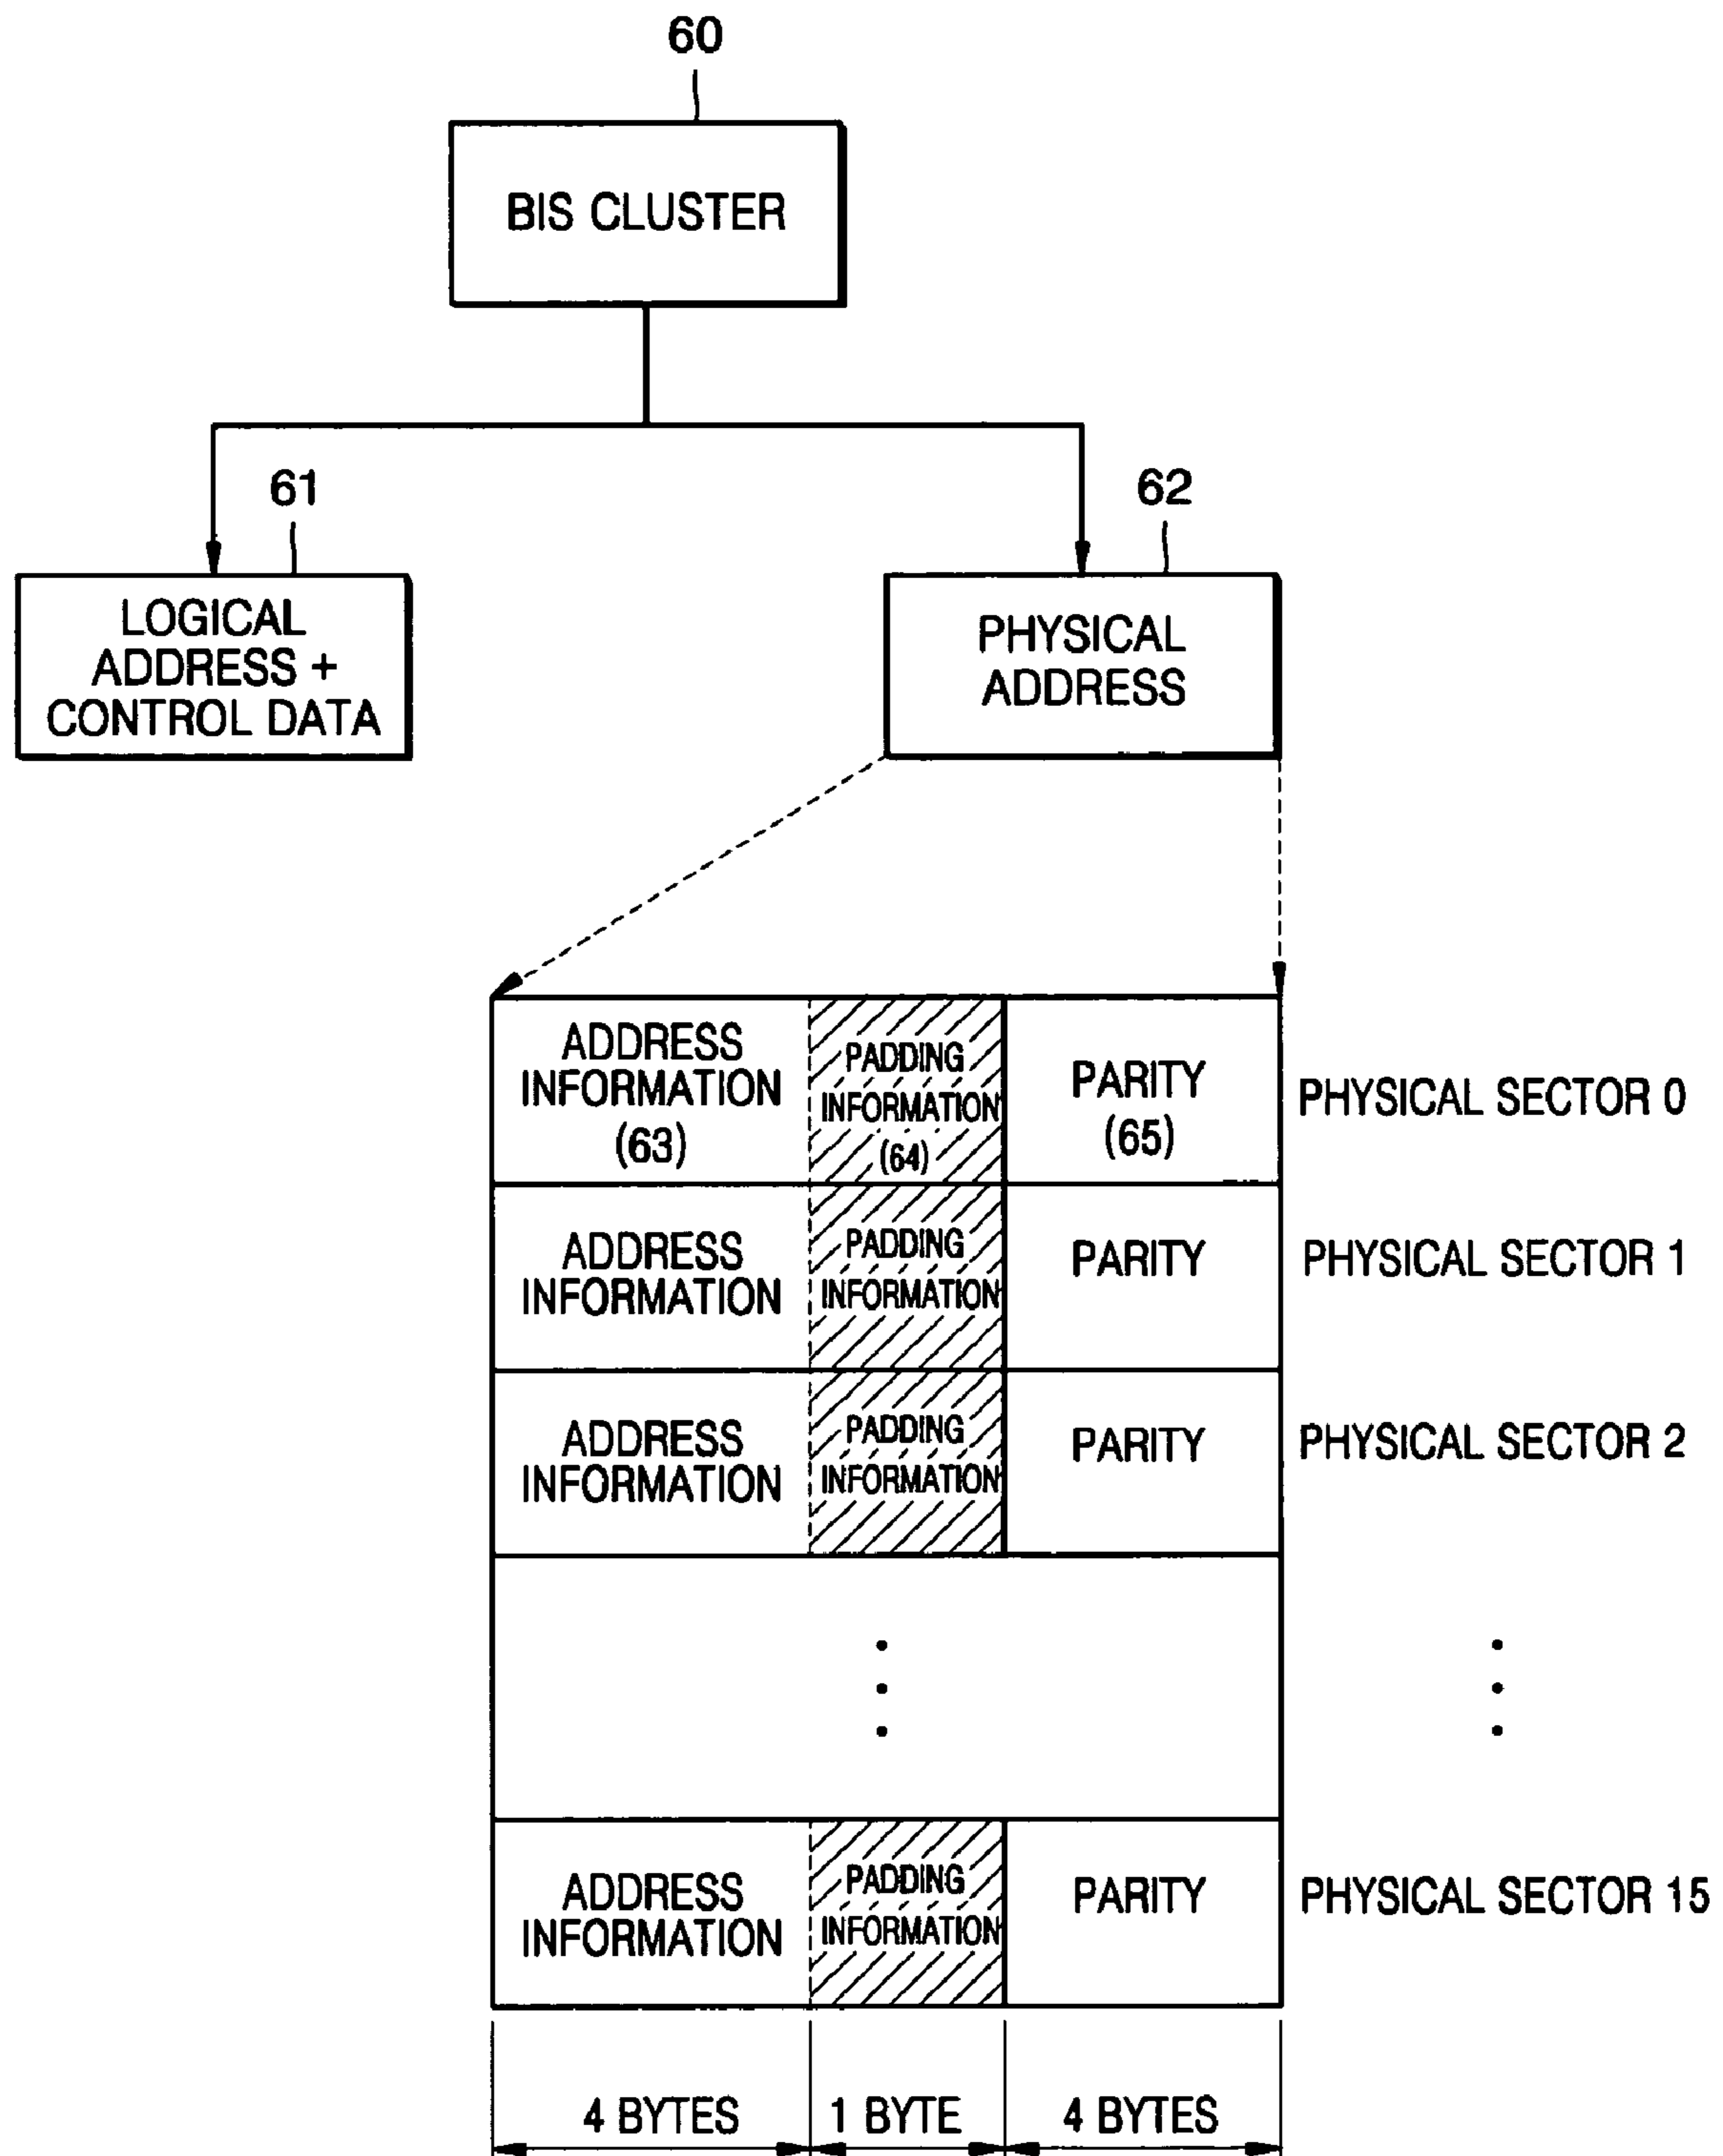 60
BIS CLUSTER
61
62
LOGICAL
ADDRESS +
CONTROL DATA
PHYSICAL
ADDRESS
ADDRESS
INFORMATION
(63)
PADDING
INFORMATION
(64)
PARITY
(65)
PHYSICAL SECTOR 0
ADDRESS
INFORMATION
PADDING
INFORMATION
PARITY
PHYSICAL SECTOR 1
ADDRESS
INFORMATION
PADDING
INFORMATION
PARITY
PHYSICAL SECTOR 2
ADDRESS
INFORMATION
PADDING
INFORMATION
PARITY
PHYSICAL SECTOR 15
4 BYTES
1 BYTE
4 BYTES